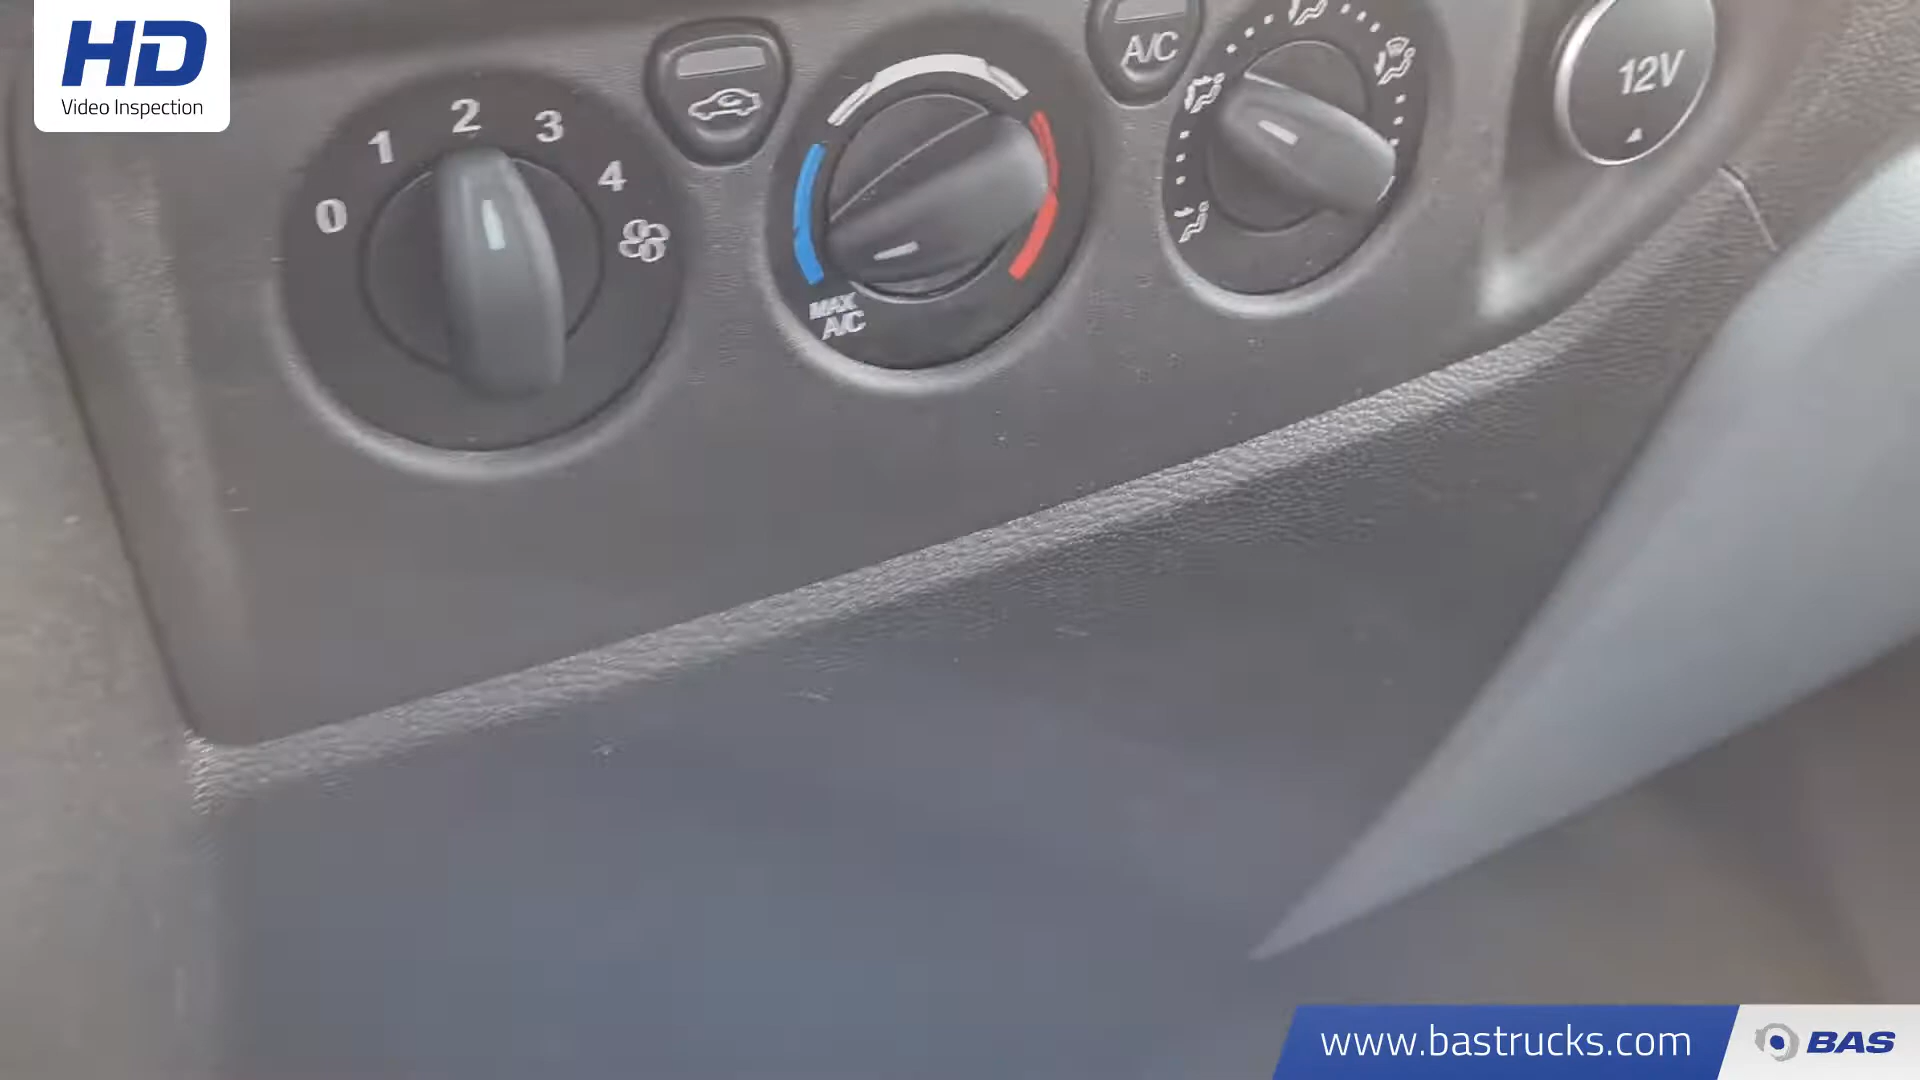 HD
Video Inspection
0
1
2
3
4
MAX
A/C
A/C
12V
www.bastrucks.com
BAS